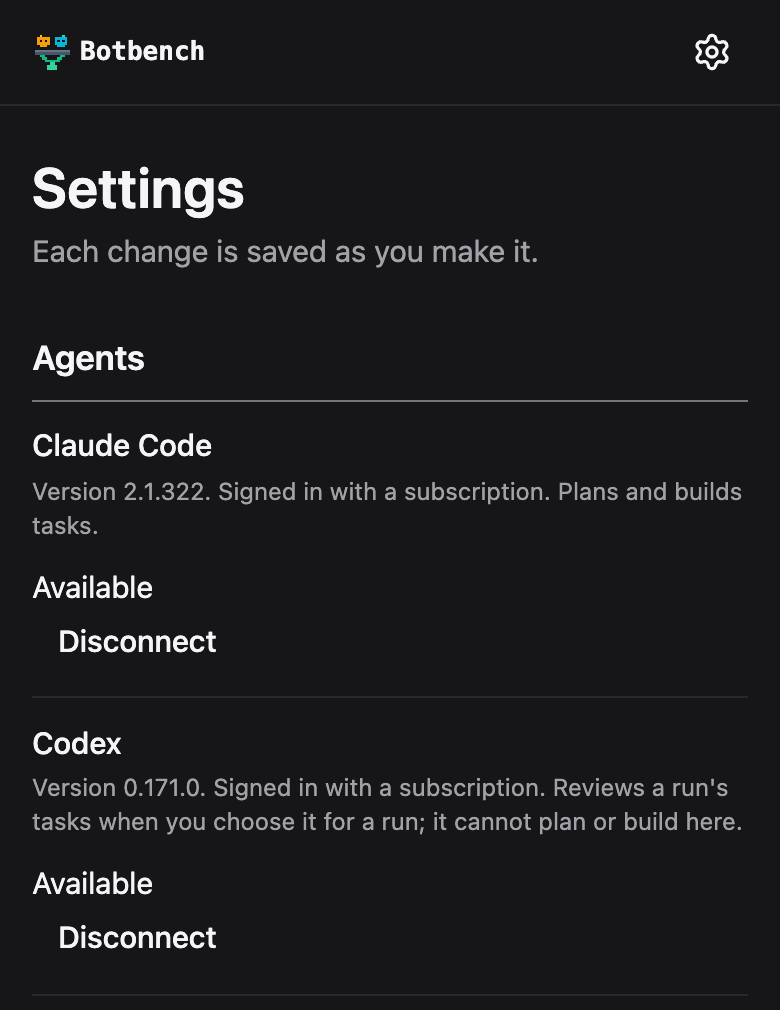 Botbench
Settings
Each change is saved as you make it.
Agents
Claude Code
Version 2.1.322. Signed in with a subscription. Plans and builds
tasks.
Available
Disconnect
Codex
Version 0.171.0. Signed in with a subscription. Reviews a run's
tasks when you choose it for a run; it cannot plan or build here.
Available
Disconnect